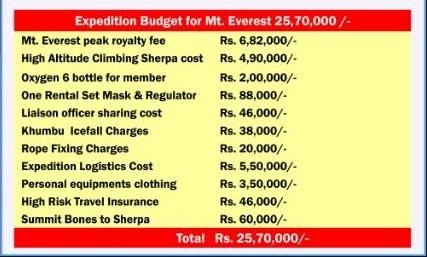 Expedition Budget for Mt. Everest 25,70,000 /-
Mt. Everest peak royalty fee Rs. 6,82,000/-
High Altitude Climbing Sherpa cost Rs. 4,90,000/-
Oxygen 6 bottle for member Rs. 2,00,000/-
One Rental Set Mask & Regulator Rs. 88,000/-
Liaison officer sharing cost Rs. 46,000/-
Khumbu Icefall Charges Rs. 38,000/-
Rope Fixing Charges Rs. 20,000/-
Expedition Logistics Cost Rs. 5,50,000/-
Personal equipments clothing Rs. 3,50,000/-
High Risk Travel Insurance Rs. 46,000/-
Summit Bones to Sherpa Rs. 60,000/-
Total Rs. 25,70,000/-